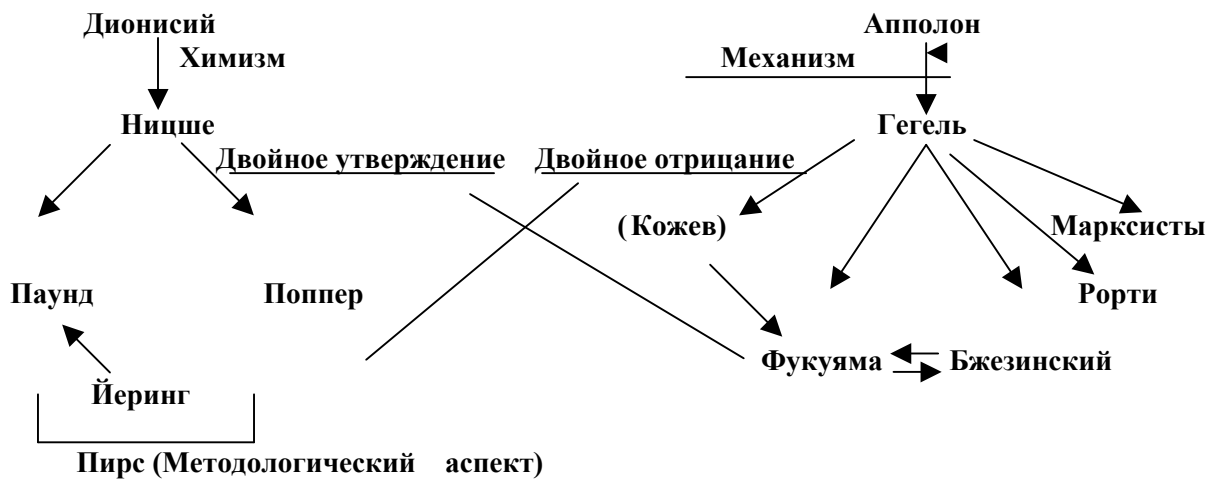 Дионисий Апполон
Химизм Механизм
Ницше Гегель
Двойное утверждение Двойное отрицание
(Кожев) Марксисты
Паунд Поппер Рорти
Фукуяма Бжезинский
Йеринг
Пирс (Методологический аспект)